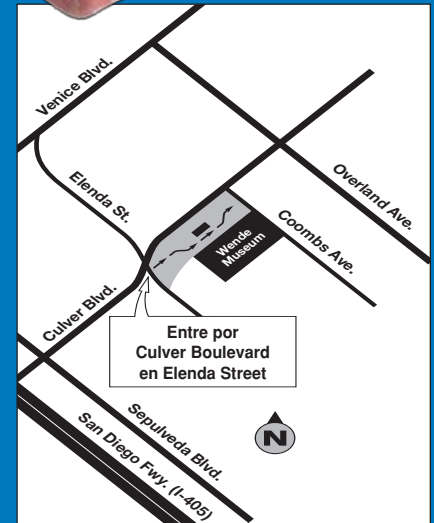 Venice Blvd.
Elenda St.
Overland Ave.
Coombs Ave.
Wende
Museum
Culver Blvd.
Entre por
Culver Boulevard
en Elenda Street
Sepulveda Blvd.
San Diego Fwy. (I-405)
N